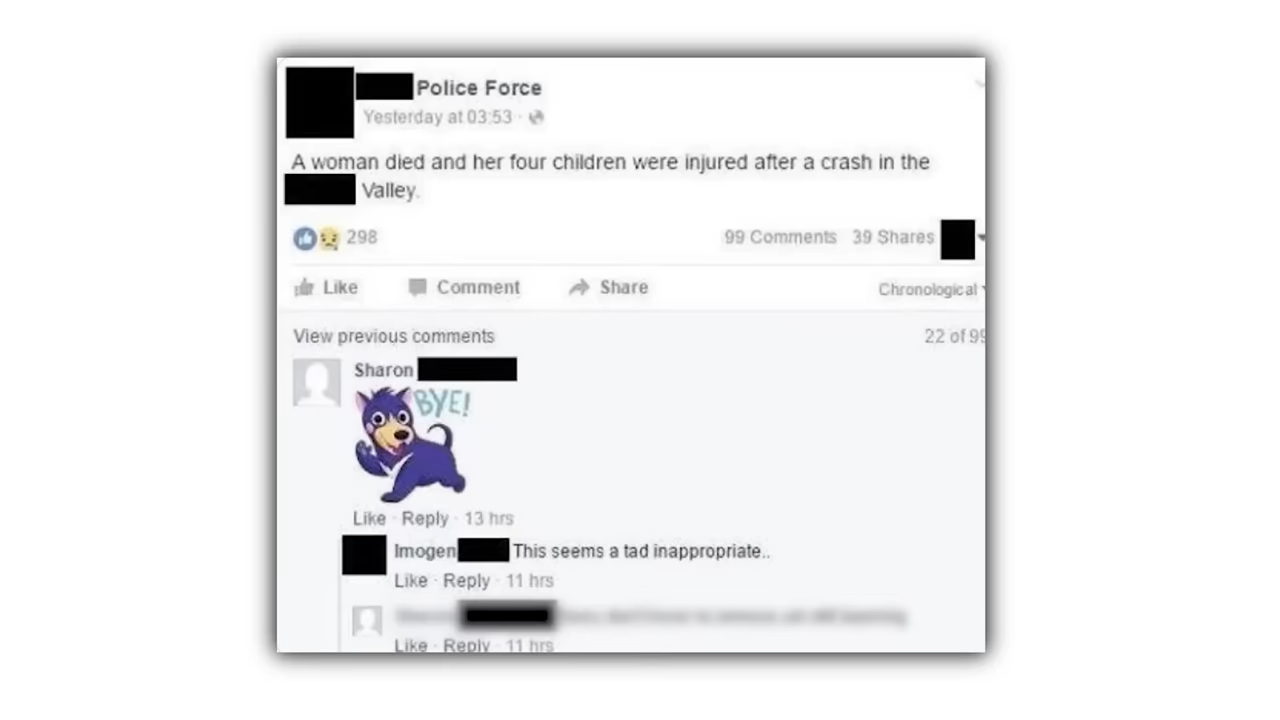 Police Force
Yesterday at 03:53 ·
A woman died and her four children were injured after a crash in the
Valley.
298 99 Comments 39 Shares
Like Comment Share Chronological
View previous comments 22 of 99
Sharon
BYE!
Like · Reply · 13 hrs
Imogen This seems a tad inappropriate..
Like · Reply · 11 hrs
Like · Reply · 11 hrs